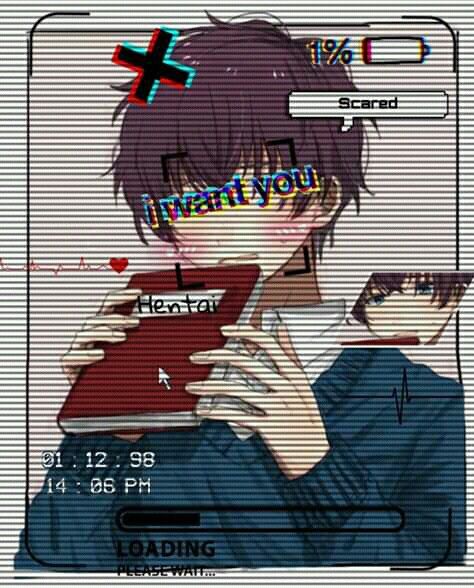 1%
Scared
i want you
Hentai
01 : 12 : 98
14 : 06 PM
LOADING
PLEASE WAIT...